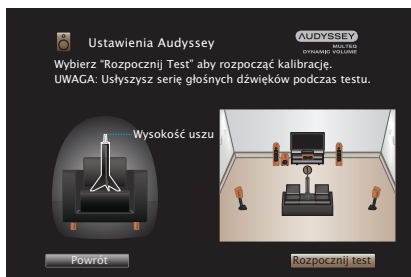 Ustawienia Audyssey
AUDYSSEY
MULTEQ
DYNAMIC VOLUME
Wybierz “Rozpocznij Test” aby rozpocząć kalibrację.
UWAGA: Usłyszysz serię głośnych dźwięków podczas testu.
Wysokość uszu
Powrót
Rozpocznij test